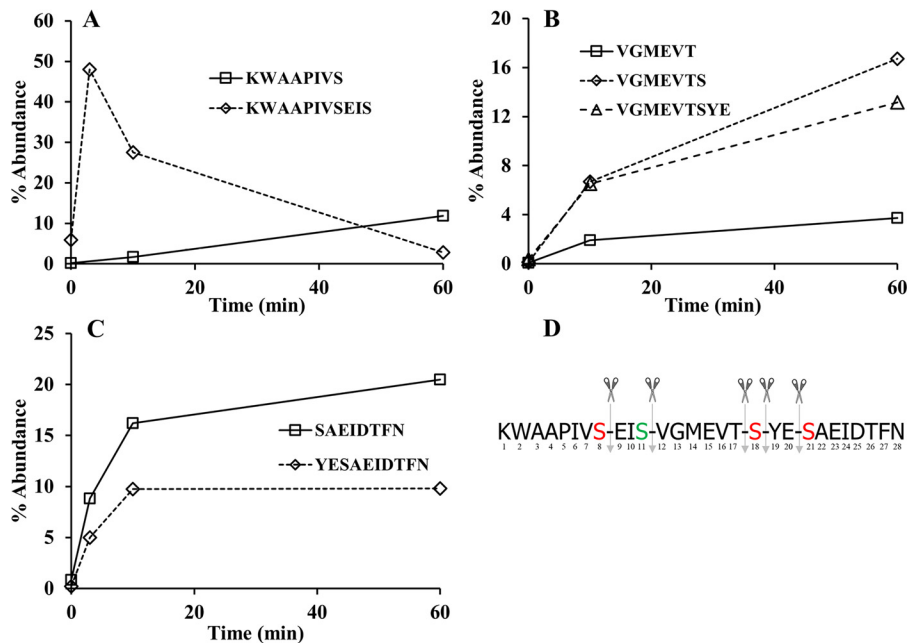 A
60
50
40
30
20
10
0
% Abundance
KWAAPIVS
KWAAPIVSEIS
0 20 40 60
Time (min)
B
20
16
12
8
4
0
% Abundance
VGMEVT
VGMEVTS
VGMEVTSYE
0 20 40 60
Time (min)
C
25
20
15
10
5
0
% Abundance
SAEIDTFN
YESAEIDTFN
0 20 40 60
Time (min)
D
KWAAPIVS-EIS-VGMEVT-S-YE-SAEIDTFN
1 2 3 4 5 6 7 8 9 10 11 12 13 14 15 16 17 18 19 20 21 22 23 24 25 26 27 28